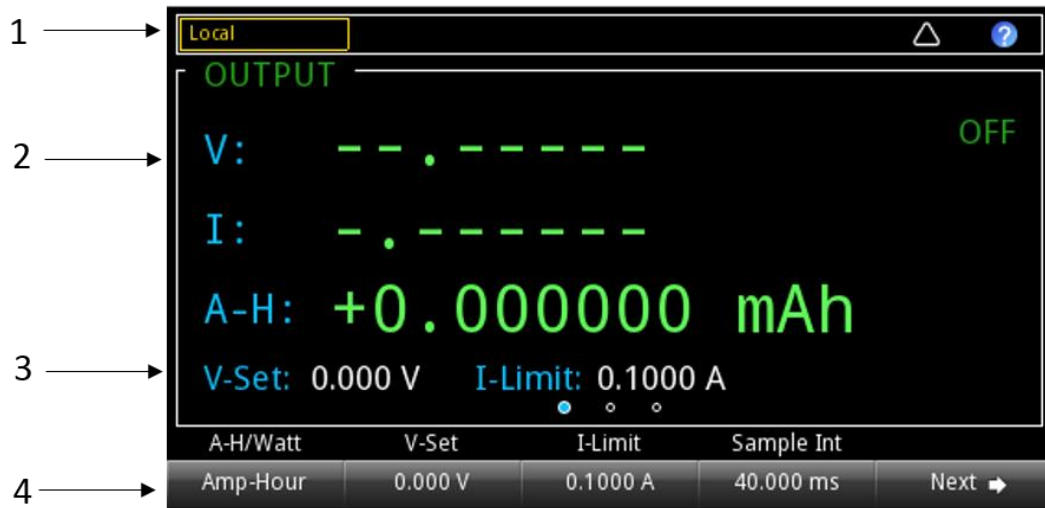 1
Local
?
OUTPUT
OFF
2
V: --.-----
I: -.------
A-H: +0.000000 mAh
3
V-Set: 0.000 V I-Limit: 0.1000 A
A-H/Watt V-Set I-Limit Sample Int
4
Amp-Hour 0.000 V 0.1000 A 40.000 ms Next